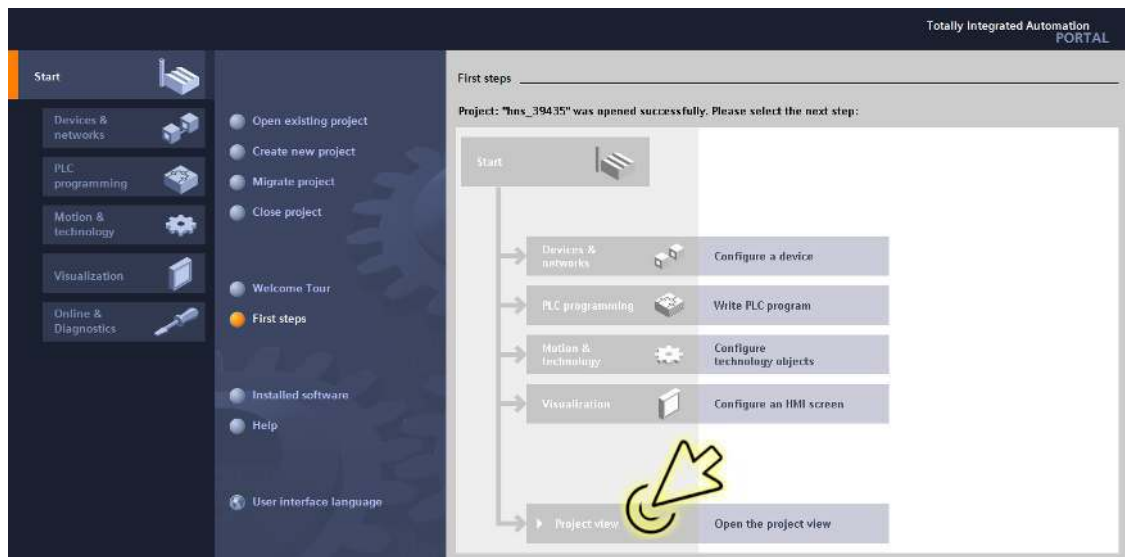 Totally Integrated Automation
PORTAL
Start
Devices &
networks
PLC
programming
Motion &
technology
Visualization
Online &
Diagnostics
Open existing project
Create new project
Migrate project
Close project
Welcome Tour
First steps
Installed software
Help
User interface language
First steps
Project: "hns_39435" was opened successfully. Please select the next step:
Start
Devices &
networks
Configure a device
PLC programming
Write PLC program
Motion &
technology
Configure
technology objects
Visualization
Configure an HMI screen
Project view
Open the project view